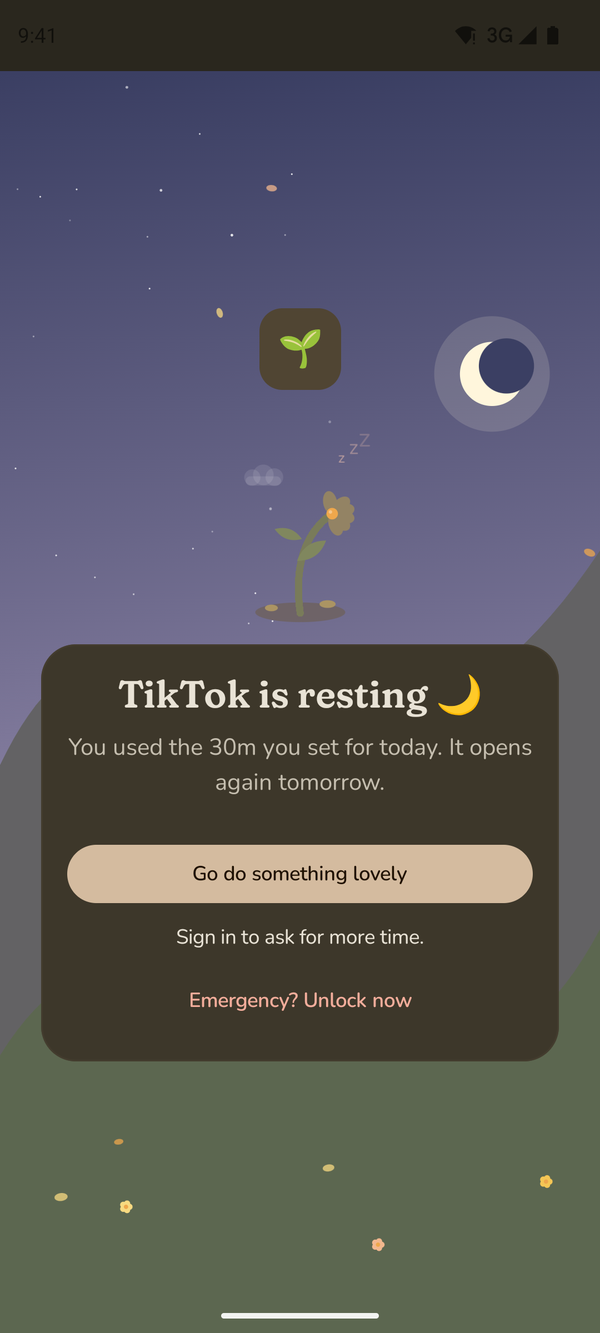 9:41
3G
z z Z
TikTok is resting 🌙
You used the 30m you set for today. It opens
again tomorrow.
Go do something lovely
Sign in to ask for more time.
Emergency? Unlock now